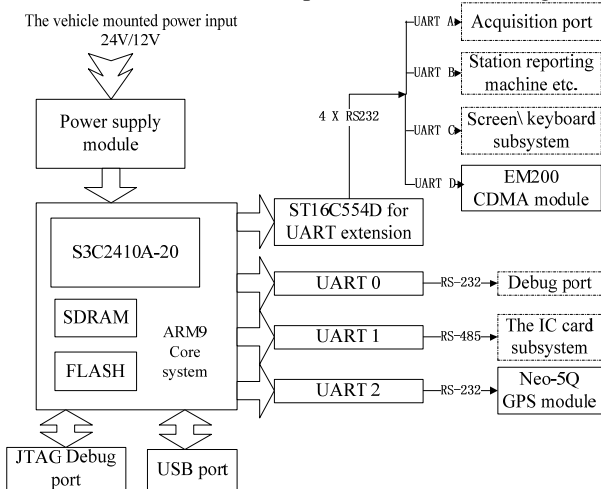 The vehicle mounted power input
24V/12V
Power supply
module
S3C2410A-20
SDRAM
FLASH
ARM9
Core
system
JTAG Debug
port
USB port
ST16C554D for
UART extension
4 X RS232
UART A
Acquisition port
UART B
Station reporting
machine etc.
UART C
Screen\ keyboard
subsystem
UART D
EM200
CDMA module
UART 0
RS-232
Debug port
UART 1
RS-485
The IC card
subsystem
UART 2
RS-232
Neo-5Q
GPS module